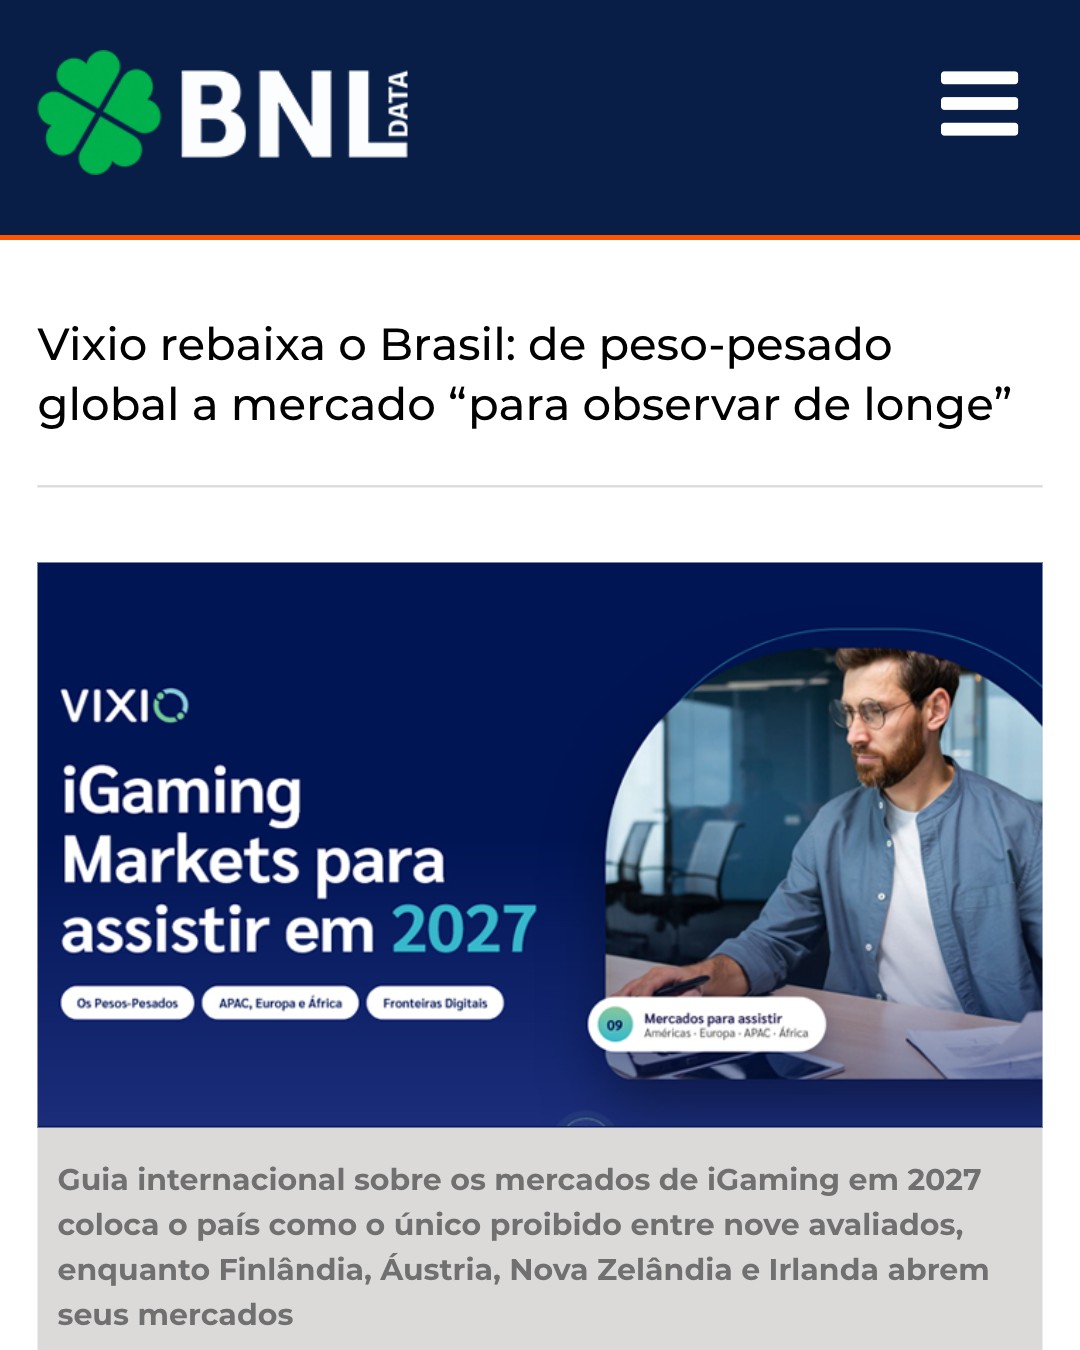 BNL DATA
Vixio rebaixa o Brasil: de peso-pesado
global a mercado “para observar de longe”
VIXIO
iGaming
Markets para
assistir em 2027
Os Pesos-Pesados
APAC, Europa e África
Fronteiras Digitais
09
Mercados para assistir
Américas · Europa · APAC · África
Guia internacional sobre os mercados de iGaming em 2027
coloca o país como o único proibido entre nove avaliados,
enquanto Finlândia, Áustria, Nova Zelândia e Irlanda abrem
seus mercados